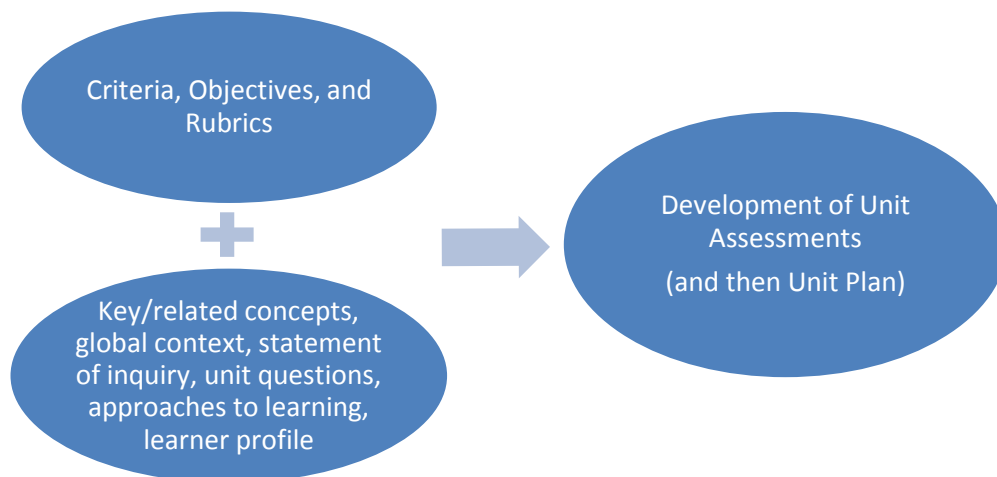 Criteria, Objectives, and
Rubrics
Key/related concepts,
global context, statement
of inquiry, unit questions,
approaches to learning,
learner profile
Development of Unit
Assessments
(and then Unit Plan)